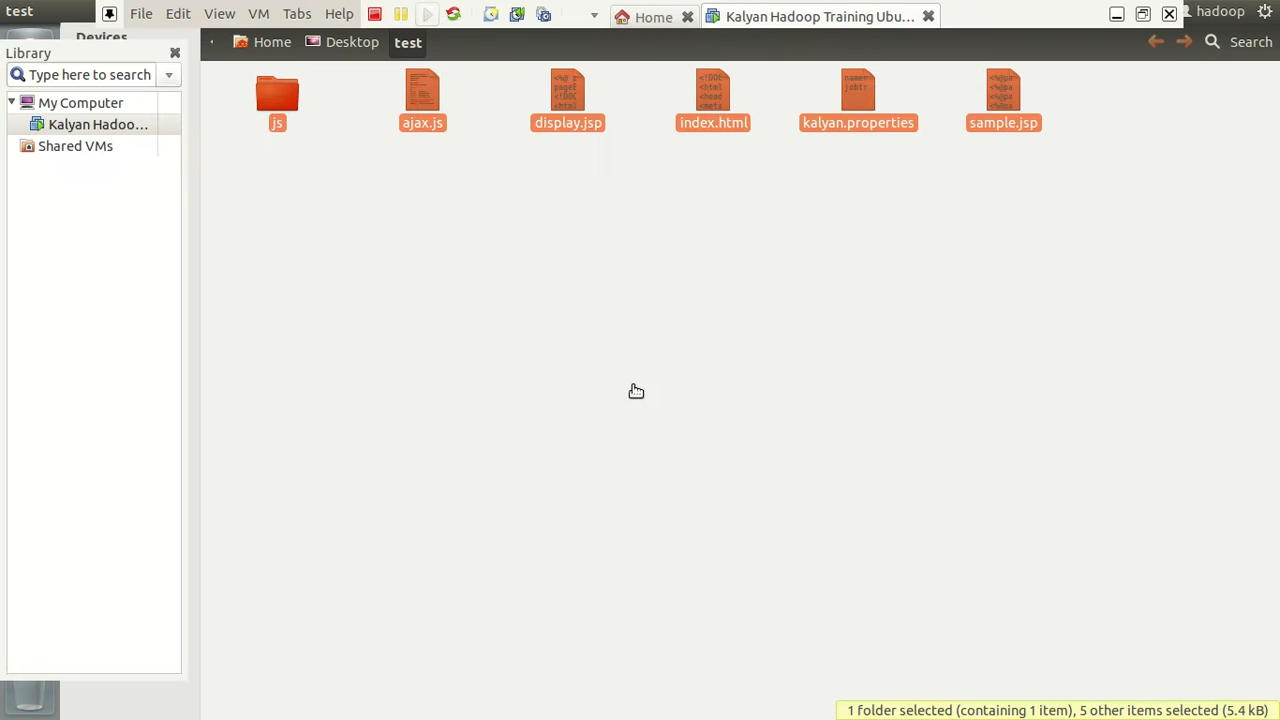 test
File Edit View VM Tabs Help
Home
Kalyan Hadoop Training Ubu...
hadoop
Devices
Library
Type here to search
My Computer
Kalyan Hadoo...
Shared VMs
Home Desktop test
Search
js ajax.js display.jsp index.html kalyan.properties sample.jsp
1 folder selected (containing 1 item), 5 other items selected (5.4 kB)